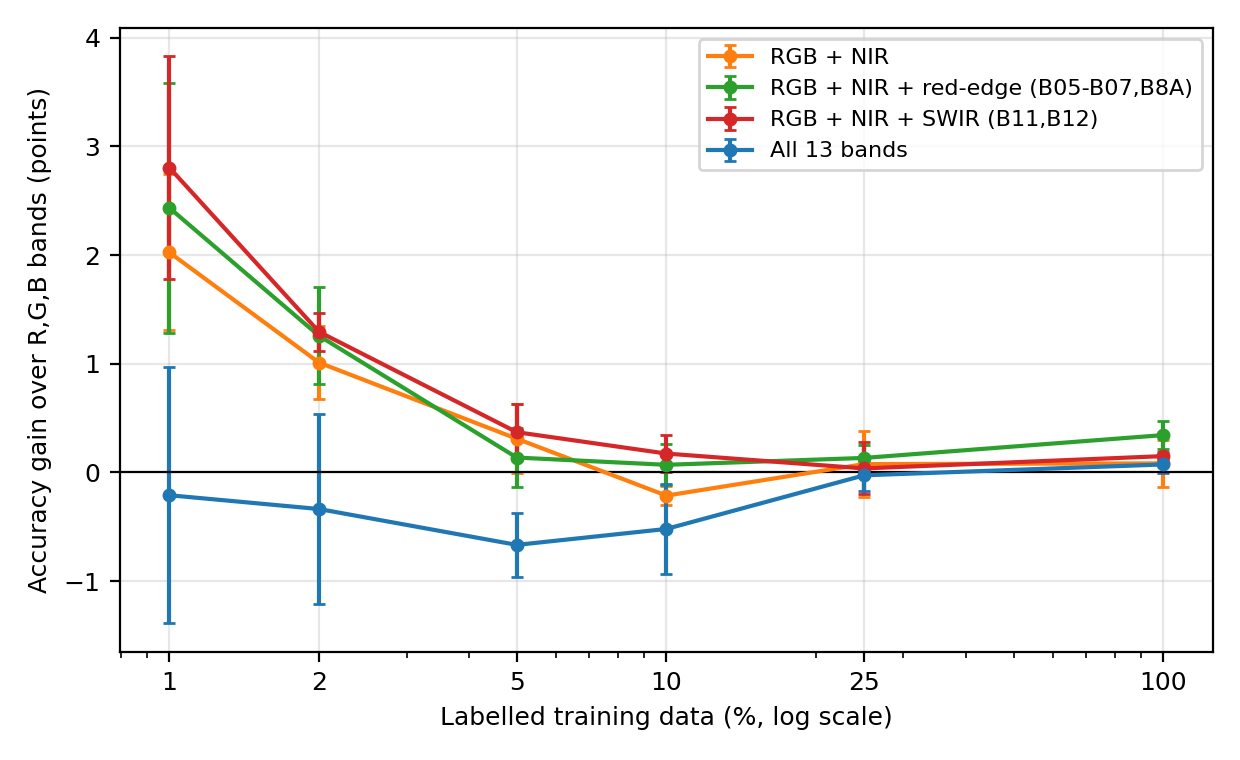 Accuracy gain over R,G,B bands (points)
4
3
2
1
0
−1
RGB + NIR
RGB + NIR + red-edge (B05-B07,B8A)
RGB + NIR + SWIR (B11,B12)
All 13 bands
1 2 5 10 25 100
Labelled training data (%, log scale)